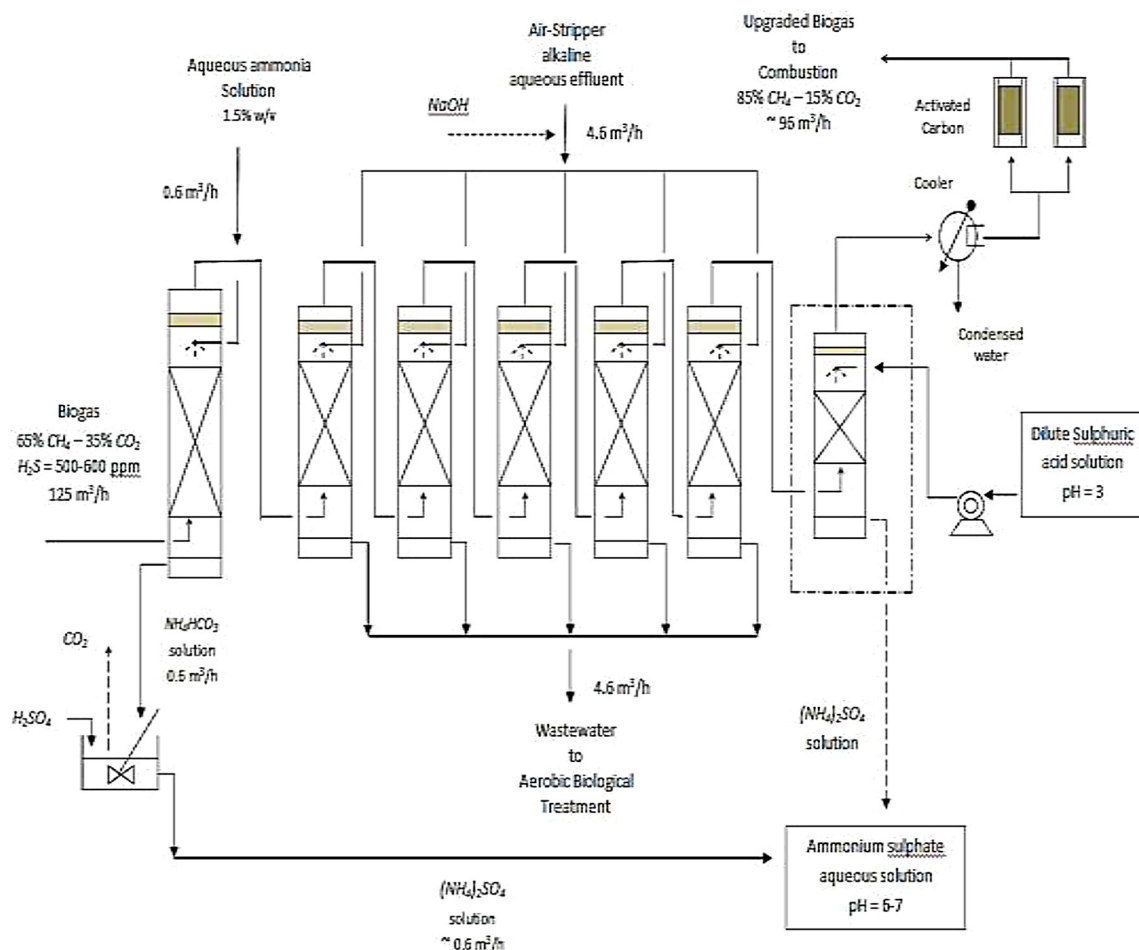 Aqueous ammonia
Solution
1.5% w/v
0.6 m³/h
NaOH
Air-Stripper
alkaline
aqueous effluent
4.6 m³/h
Upgraded Biogas
to
Combustion
85% CH₄ – 15% CO₂
~ 96 m³/h
Activated
Carbon
Cooler
Condensed
water
Biogas
65% CH₄ – 35% CO₂
H₂S = 500-600 ppm
125 m³/h
Dilute Sulphuric
acid solution
pH = 3
NH₄HCO₃
solution
0.6 m³/h
CO₂
H₂SO₄
4.6 m³/h
Wastewater
to
Aerobic Biological
Treatment
(NH₄)₂SO₄
solution
Ammonium sulphate
aqueous solution
pH = 6-7
(NH₄)₂SO₄
solution
~ 0.6 m³/h